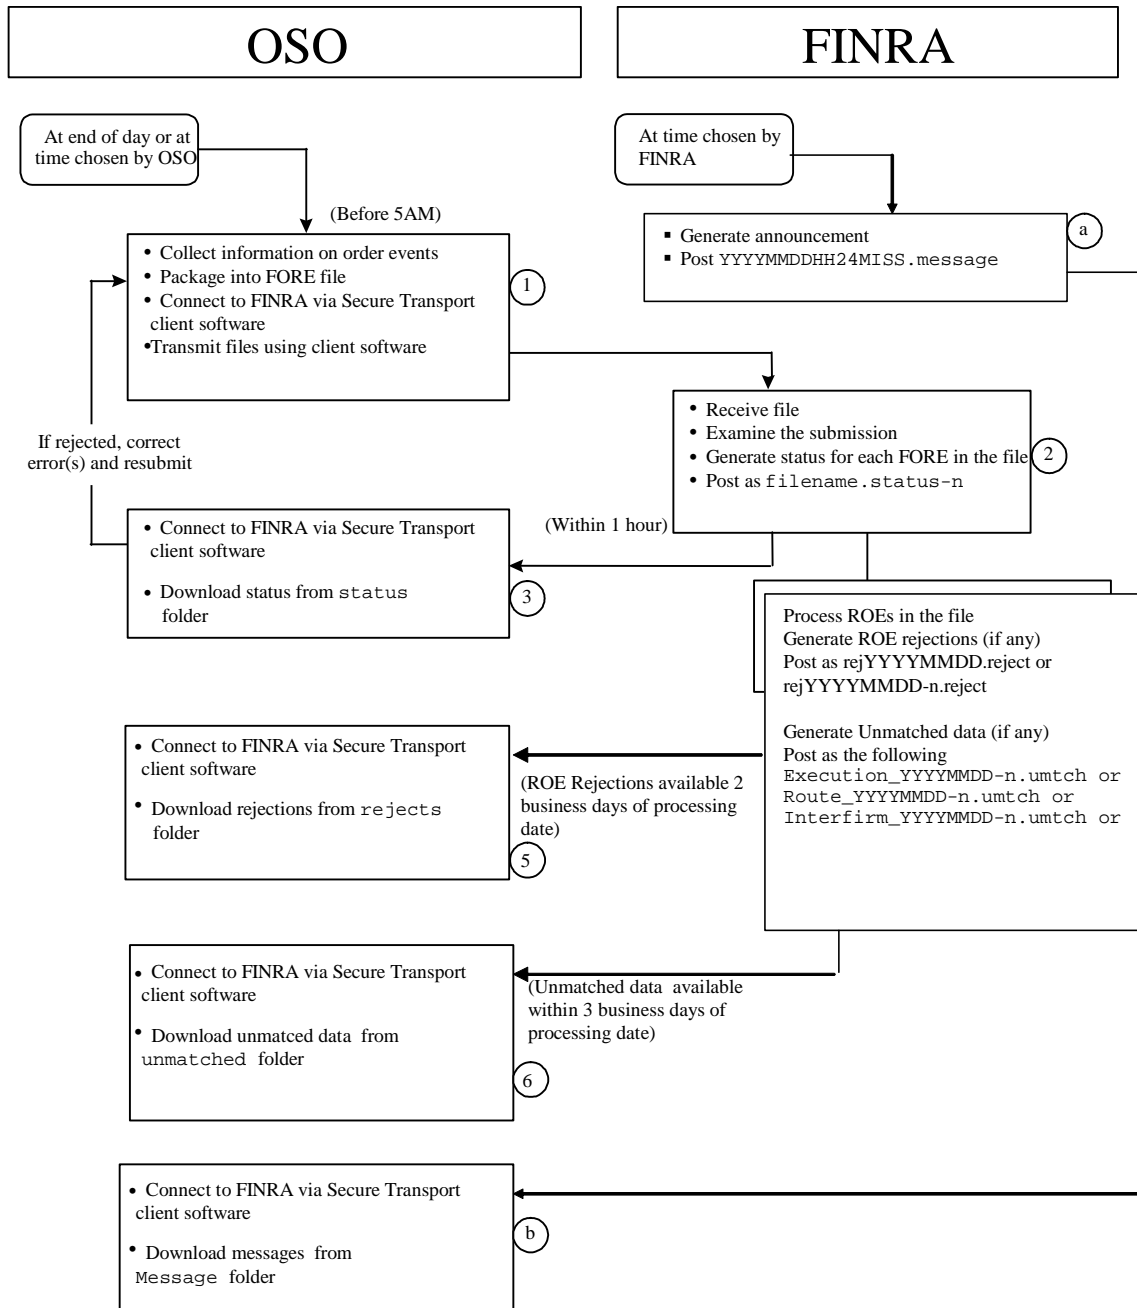 OSO
FINRA
At end of day or at
time chosen by OSO
At time chosen by
FINRA
(Before 5AM)
▪ Generate announcement
▪ Post YYYYMMDDHH24MISS.message
a
• Collect information on order events
• Package into FORE file
• Connect to FINRA via Secure Transport
client software
•Transmit files using client software
1
• Receive file
• Examine the submission
• Generate status for each FORE in the file
• Post as filename.status-n
2
If rejected, correct
error(s) and resubmit
(Within 1 hour)
• Connect to FINRA via Secure Transport
client software
• Download status from status
folder
3
Process ROEs in the file
Generate ROE rejections (if any)
Post as rejYYYYMMDD.reject or
rejYYYYMMDD-n.reject
Generate Unmatched data (if any)
Post as the following
Execution_YYYYMMDD-n.umtch or
Route_YYYYMMDD-n.umtch or
Interfirm_YYYYMMDD-n.umtch or
• Connect to FINRA via Secure Transport
client software
• Download rejections from rejects
folder
5
(ROE Rejections available 2
business days of processing
date)
• Connect to FINRA via Secure Transport
client software
• Download unmatced data from
unmatched folder
6
(Unmatched data available
within 3 business days of
processing date)
• Connect to FINRA via Secure Transport
client software
• Download messages from
Message folder
b